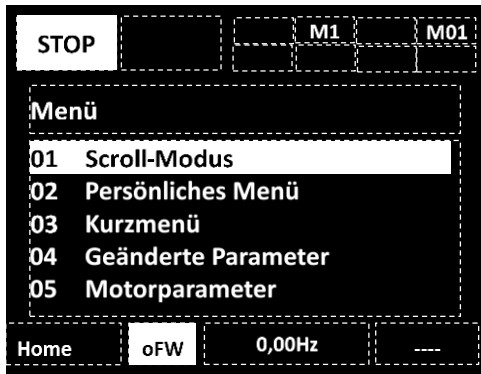 STOP M1 M01
Menü
01 Scroll-Modus
02 Persönliches Menü
03 Kurzmenü
04 Geänderte Parameter
05 Motorparameter
Home oFW 0,00Hz ----